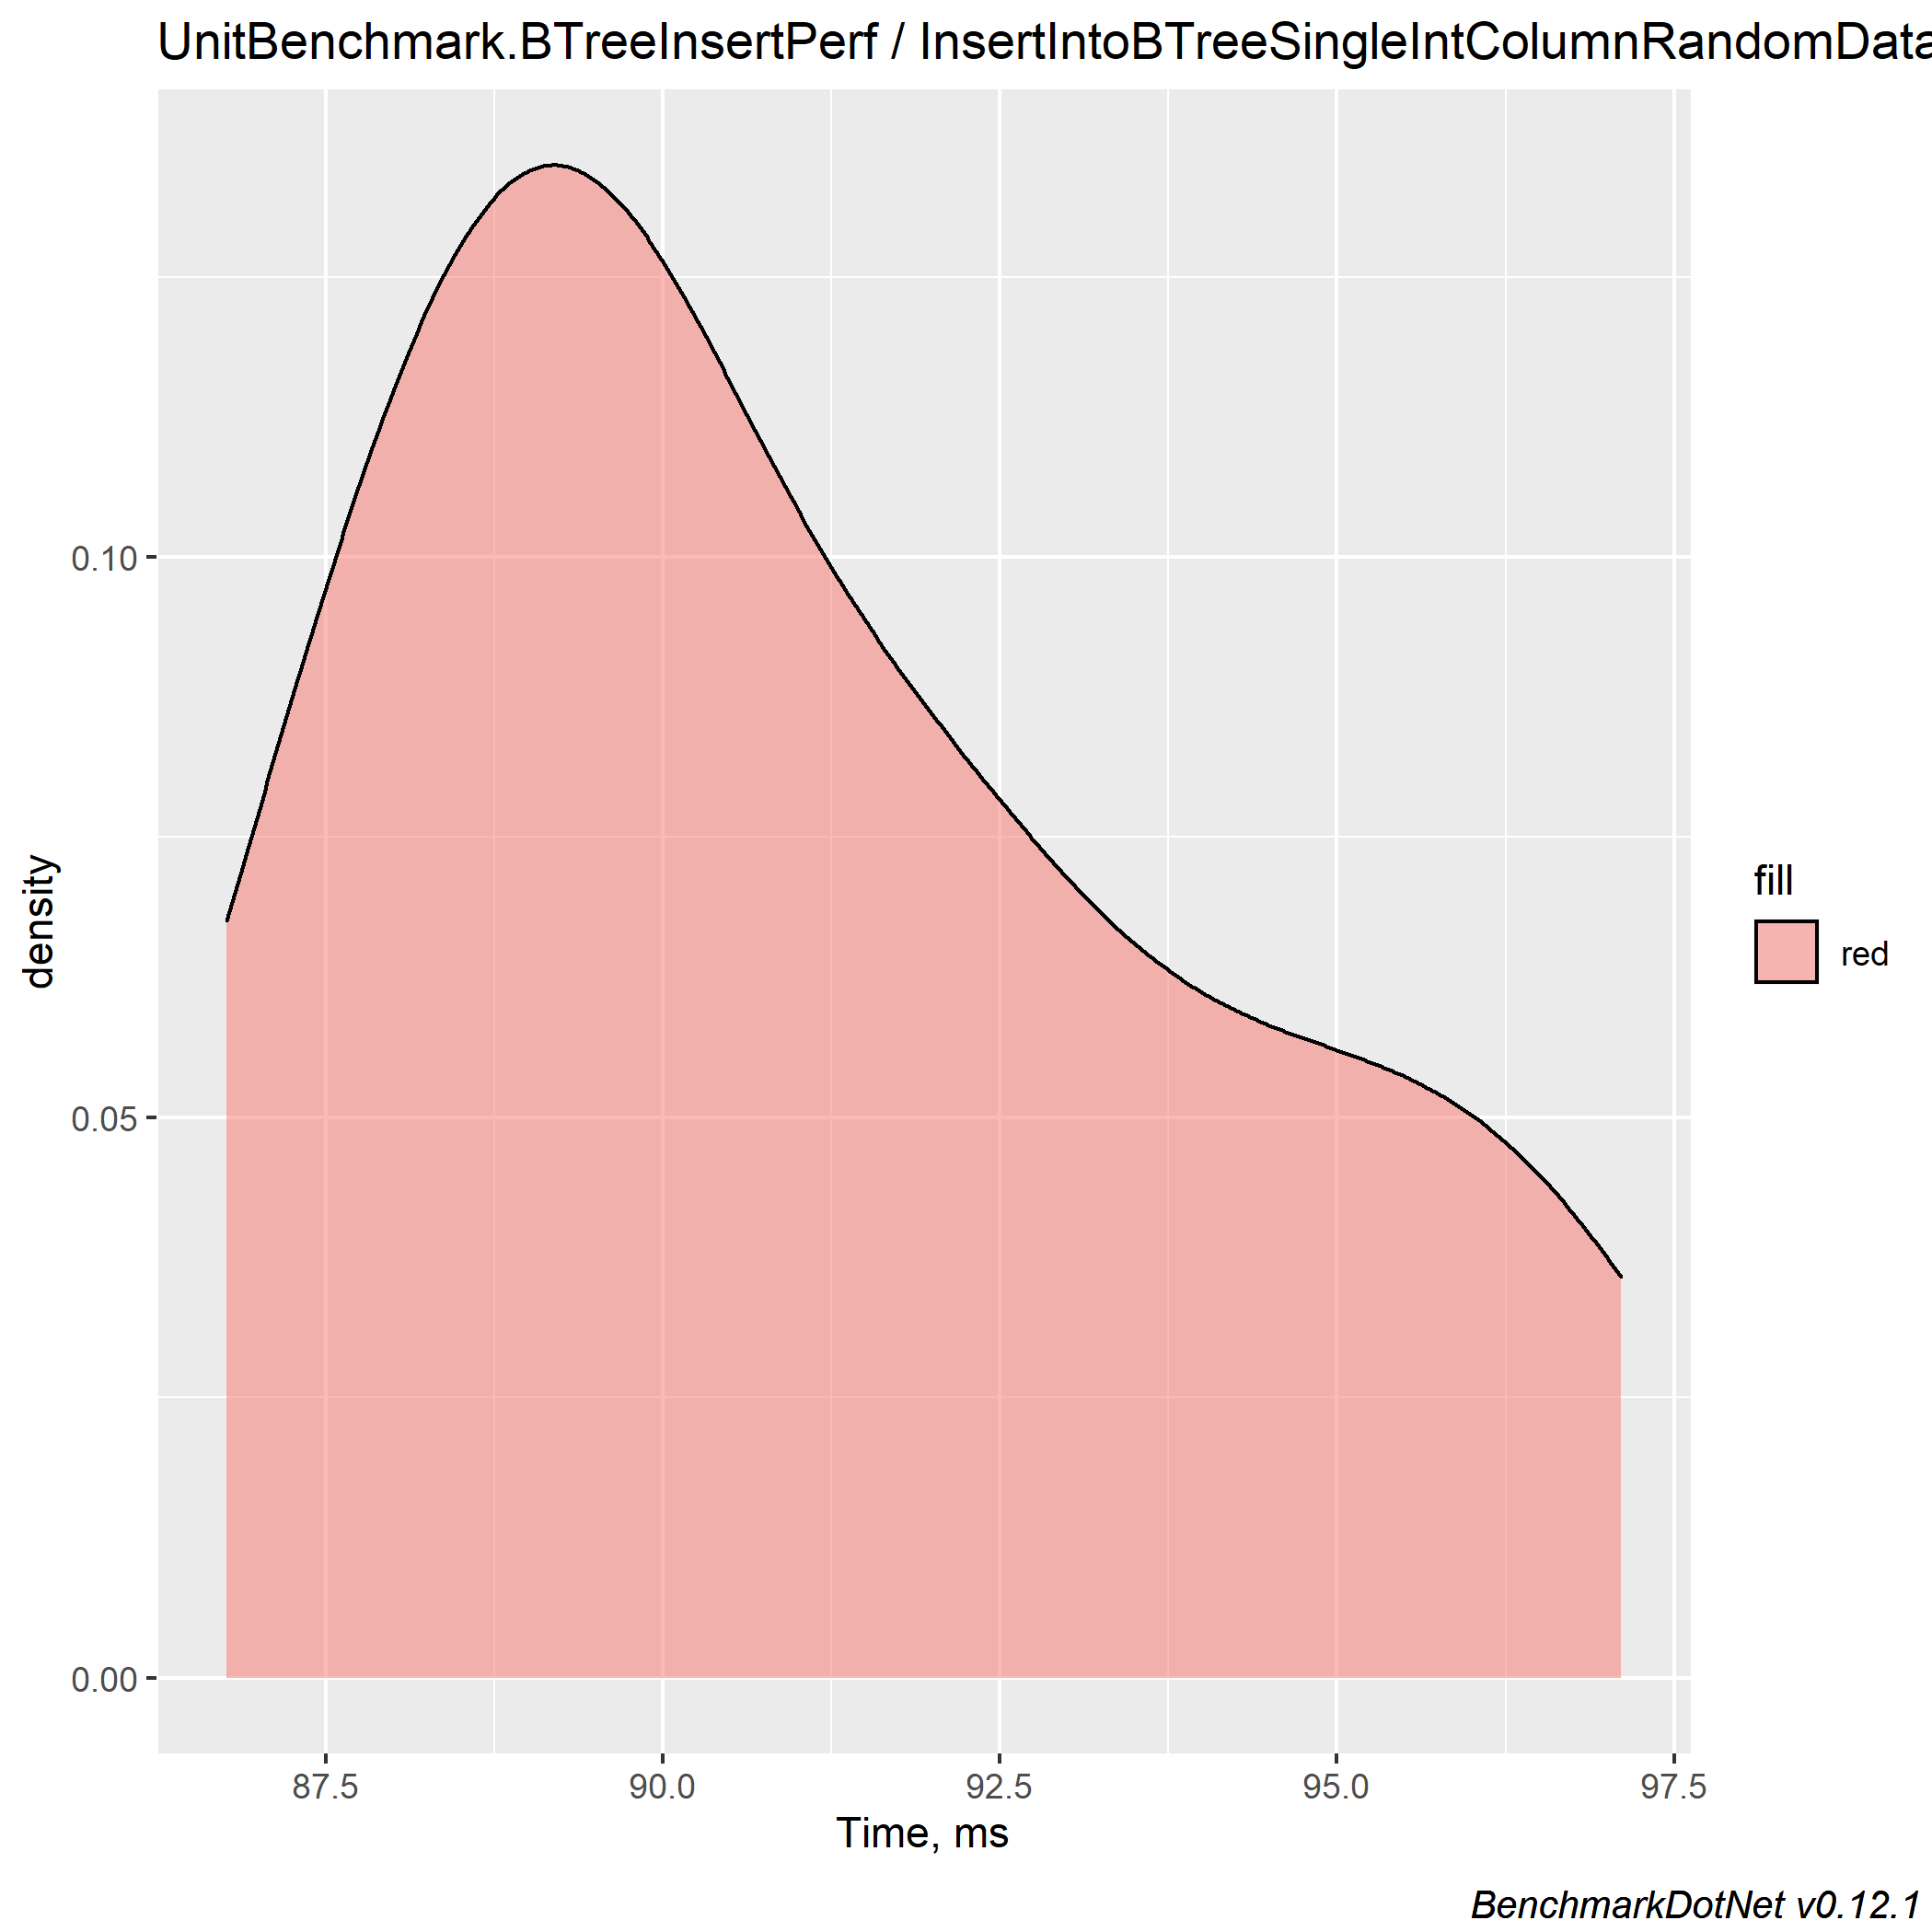 UnitBenchmark.BTreeInsertPerf / InsertIntoBTreeSingleIntColumnRandomData
0.10
0.05
0.00
density
87.5 90.0 92.5 95.0 97.5
Time, ms
fill
red
BenchmarkDotNet v0.12.1